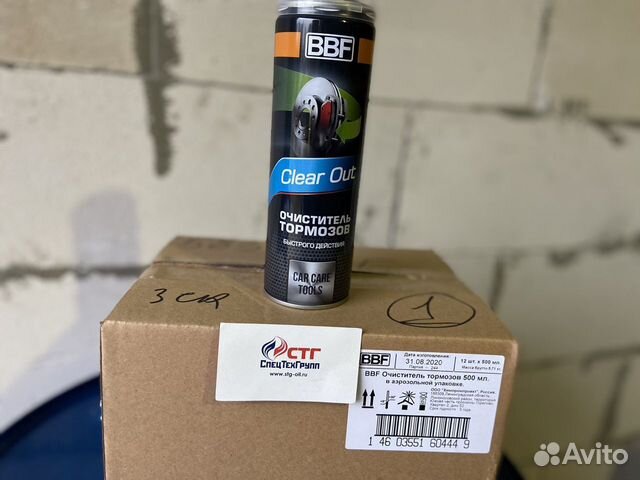 BBF
Clear Out
ОЧИСТИТЕЛЬ
ТОРМОЗОВ
БЫСТРОГО ДЕЙСТВИЯ
CAR CARE
TOOLS
3 СКЛ
1
СТГ
СПЕЦТЕХГРУПП
www.stg-oil.ru
BBF
Дата изготовления:
31.08.2020
12 шт. x 500 мл.
BBF Очиститель тормозов 500 мл.
в аэрозольной упаковке.
1 46 03551 60444 9
Avito